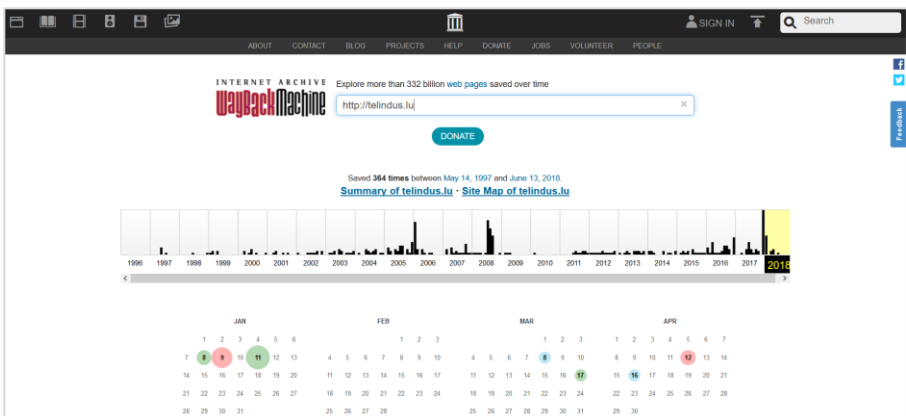 SIGN IN
Search
ABOUT CONTACT BLOG PROJECTS HELP DONATE JOBS VOLUNTEER PEOPLE
INTERNET ARCHIVE
WayBackMachine
Explore more than 332 billion web pages saved over time
http://telindus.lu
×
DONATE
Feedback
Saved 364 times between May 14, 1997 and June 13, 2018.
Summary of telindus.lu · Site Map of telindus.lu
1996 1997 1998 1999 2000 2001 2002 2003 2004 2005 2006 2007 2008 2009 2010 2011 2012 2013 2014 2015 2016 2017 2018
JAN FEB MAR APR
1 2 3 4 5 6 1 2 3 1 2 3 1 2 3 4 5 6 7
7 8 9 10 11 12 13 4 5 6 7 8 9 10 4 5 6 7 8 9 10 8 9 10 11 12 13 14
14 15 16 17 18 19 20 11 12 13 14 15 16 17 11 12 13 14 15 16 17 15 16 17 18 19 20 21
21 22 23 24 25 26 27 18 19 20 21 22 23 24 18 19 20 21 22 23 24 22 23 24 25 26 27 28
28 29 30 31 25 26 27 28 25 26 27 28 29 30 31 29 30